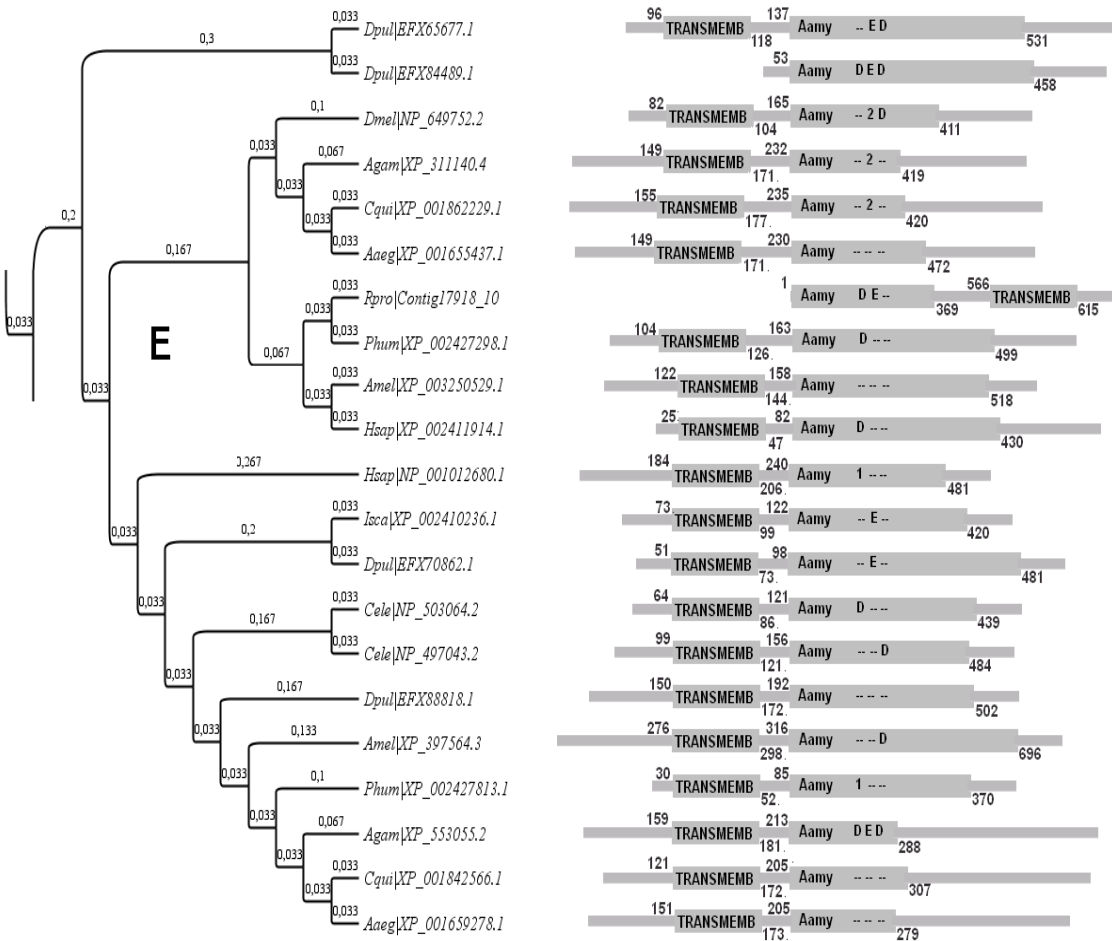 0,033 96 137
Dpul|EFX65677.1 TRANSMEMB Aamy -- E D
0,3 118 531
0,033 53
Dpul|EFX84489.1 Aamy D E D
458
0,1 82 165
Dmel|NP_649752.2 TRANSMEMB Aamy -- 2 D
104 411
0,033 0,067 149 232
Agam|XP_311140.4 TRANSMEMB Aamy -- 2 --
171. 419
0,033 0,033 155 235
Cqui|XP_001862229.1 TRANSMEMB Aamy -- 2 --
0,2 0,033 177. 420
0,167 0,033 149 230
Aaeg|XP_001655437.1 TRANSMEMB Aamy -- -- --
171. 472
0,033 1 566
Rpro|Contig17918_10 Aamy D E -- TRANSMEMB
0,033 0,033 369 615
E
0,033 104 163
Phum|XP_002427298.1 TRANSMEMB Aamy D -- --
0,067 126. 499
0,033 0,033 122 158
Amel|XP_003250529.1 TRANSMEMB Aamy -- -- --
0,033 144. 518
0,033 25 82
Hsap|XP_002411914.1 TRANSMEMB Aamy D -- --
47 430
0,267 184 240
Hsap|NP_001012680.1 TRANSMEMB Aamy 1 -- --
206. 481
0,033 73 122
Isca|XP_002410236.1 TRANSMEMB Aamy -- E --
0,033 0,2 99 420
0,033 51 98
Dpul|EFX70862.1 TRANSMEMB Aamy -- E --
73. 481
0,033 0,033 64 121
Cele|NP_503064.2 TRANSMEMB Aamy D -- --
0,167 86. 439
0,033 99 156
Cele|NP_497043.2 TRANSMEMB Aamy -- -- D
0,033 121. 484
0,167 150 192
Dpul|EFX88818.1 TRANSMEMB Aamy -- -- --
0,033 172. 502
0,133 276 316
Amel|XP_397564.3 TRANSMEMB Aamy -- -- D
0,033 298. 696
0,1 30 85
Phum|XP_002427813.1 TRANSMEMB Aamy 1 -- --
0,033 52. 370
0,067 159 213
Agam|XP_553055.2 TRANSMEMB Aamy D E D
0,033 181. 288
0,033 121 205
Cqui|XP_001842566.1 TRANSMEMB Aamy -- -- --
0,033 172. 307
0,033 151 205
Aaeg|XP_001659278.1 TRANSMEMB Aamy -- -- --
173. 279